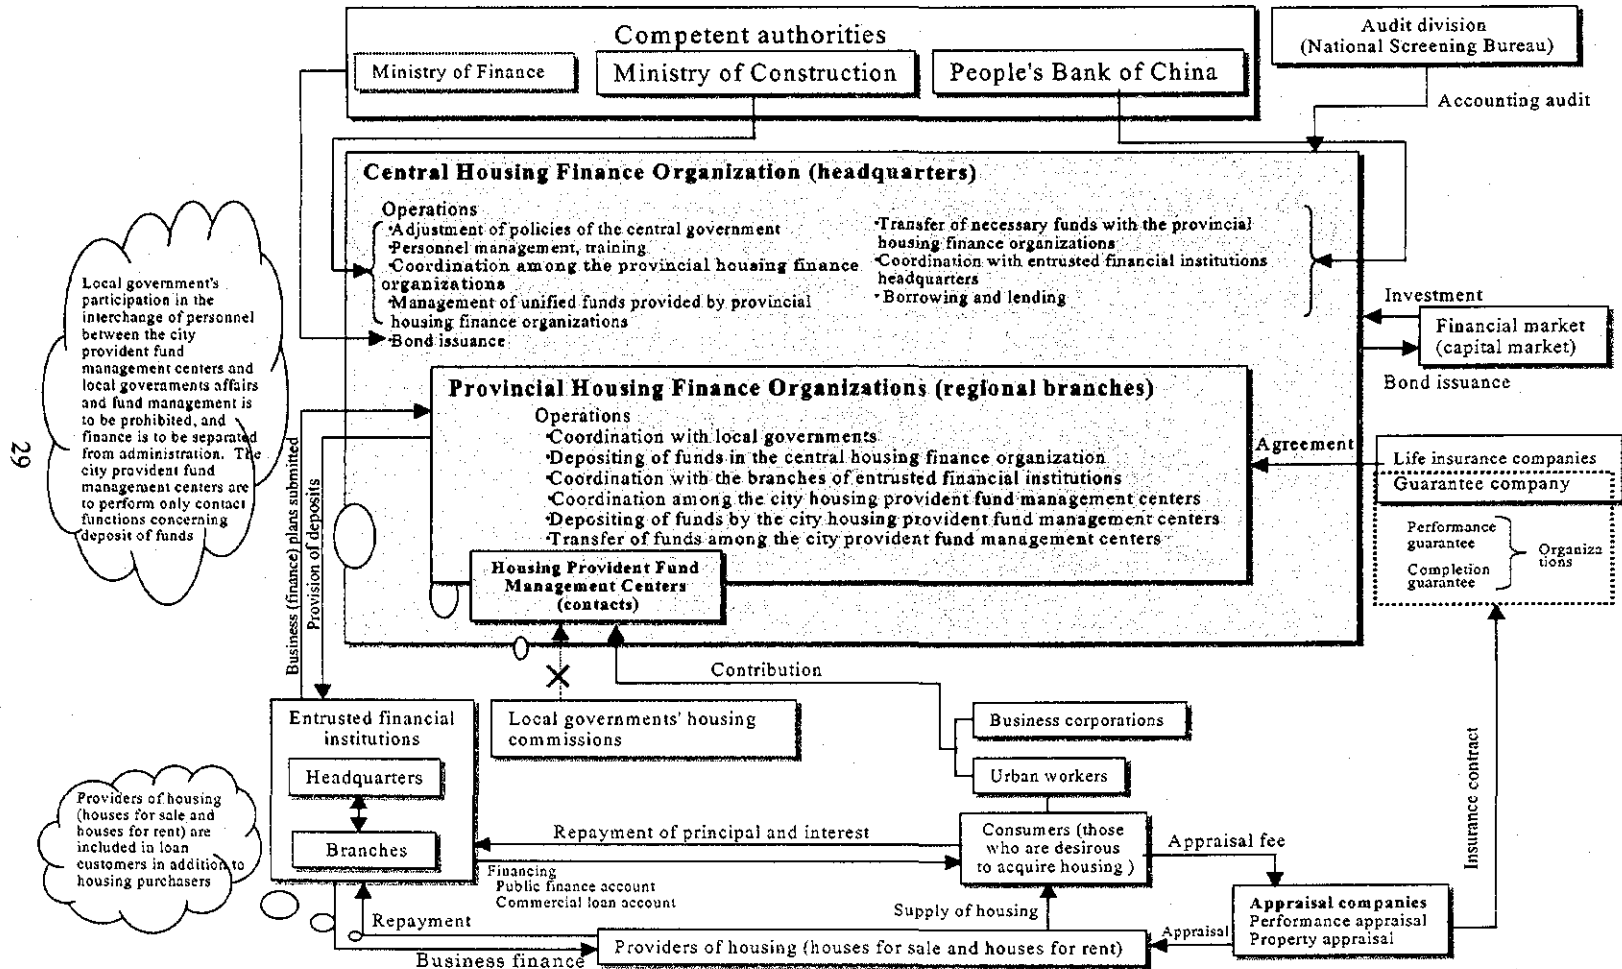 Competent authorities
Ministry of Finance
Ministry of Construction
People's Bank of China
Audit division
(National Screening Bureau)
Accounting audit
Central Housing Finance Organization (headquarters)
Operations
·Adjustment of policies of the central government
·Personnel management, training
·Coordination among the provincial housing finance
organizations
·Management of unified funds provided by provincial
housing finance organizations
·Bond issuance
·Transfer of necessary funds with the provincial
housing finance organizations
·Coordination with entrusted financial institutions
headquarters
·Borrowing and lending
Investment
Financial market
(capital market)
Bond issuance
Local government's
participation in the
interchange of personnel
between the city
provident fund
management centers and
local governments affairs
and fund management is
to be prohibited, and
finance is to be separated
from administration. The
city provident fund
management centers are
to perform only contact
functions concerning
deposit of funds
29
Provincial Housing Finance Organizations (regional branches)
Operations
·Coordination with local governments
·Depositing of funds in the central housing finance organization
·Coordination with the branches of entrusted financial institutions
·Coordination among the city housing provident fund management centers
·Depositing of funds by the city housing provident fund management centers
·Transfer of funds among the city provident fund management centers
Agreement
Life insurance companies
Guarantee company
Performance
guarantee
Completion
guarantee
Organiza
tions
Housing Provident Fund
Management Centers
(contacts)
Business (finance) plans submitted
Provision of deposits
Contribution
Insurance contract
Entrusted financial
institutions
Headquarters
Branches
Local governments' housing
commissions
Business corporations
Urban workers
Providers of housing
(houses for sale and
houses for rent) are
included in loan
customers in addition to
housing purchasers
Repayment of principal and interest
Financing
Public finance account
Commercial loan account
Consumers (those
who are desirous
to acquire housing )
Appraisal fee
Supply of housing
Appraisal companies
Performance appraisal
Property appraisal
Appraisal
Repayment
Business finance
Providers of housing (houses for sale and houses for rent)